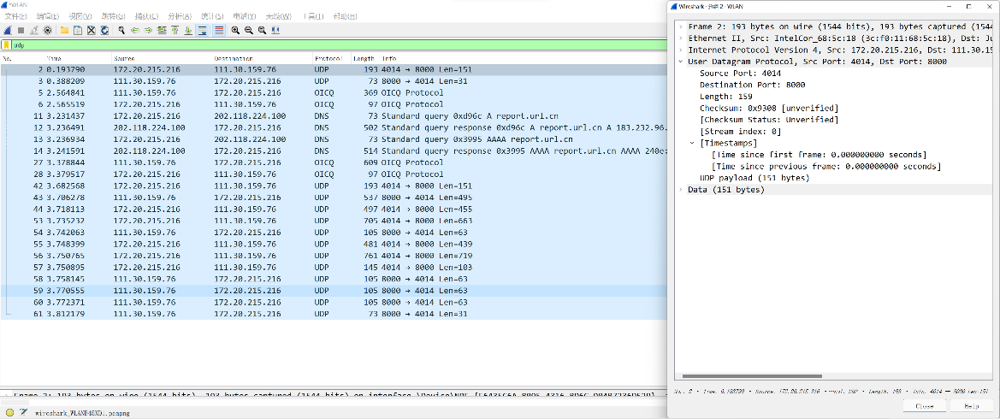 *WLAN
文件(F) 编辑(E) 视图(V) 跳转(G) 捕获(C) 分析(A) 统计(S) 电话(Y) 无线(W) 工具(T) 帮助(H)
udp
No. Time Source Destination Protocol Length Info
2 0.193790 172.20.215.216 111.30.159.76 UDP 193 4014 → 8000 Len=151
3 0.388209 111.30.159.76 172.20.215.216 UDP 73 8000 → 4014 Len=31
5 2.564841 111.30.159.76 172.20.215.216 OICQ 369 OICQ Protocol
6 2.565519 172.20.215.216 111.30.159.76 OICQ 97 OICQ Protocol
11 3.231437 172.20.215.216 202.118.224.100 DNS 73 Standard query 0xd96c A report.url.cn
12 3.236491 202.118.224.100 172.20.215.216 DNS 502 Standard query response 0xd96c A report.url.cn A 183.232.96.
13 3.236934 172.20.215.216 202.118.224.100 DNS 73 Standard query 0x3995 AAAA report.url.cn
14 3.241591 202.118.224.100 172.20.215.216 DNS 514 Standard query response 0x3995 AAAA report.url.cn AAAA 240e:
27 3.378844 111.30.159.76 172.20.215.216 OICQ 609 OICQ Protocol
28 3.379517 172.20.215.216 111.30.159.76 OICQ 97 OICQ Protocol
42 3.682568 172.20.215.216 111.30.159.76 UDP 193 4014 → 8000 Len=151
43 3.706278 111.30.159.76 172.20.215.216 UDP 537 8000 → 4014 Len=495
44 3.718113 172.20.215.216 111.30.159.76 UDP 497 4014 → 8000 Len=455
53 3.735232 111.30.159.76 172.20.215.216 UDP 705 8000 → 4014 Len=663
54 3.742063 111.30.159.76 172.20.215.216 UDP 105 8000 → 4014 Len=63
55 3.748399 172.20.215.216 111.30.159.76 UDP 481 4014 → 8000 Len=439
56 3.750765 172.20.215.216 111.30.159.76 UDP 761 4014 → 8000 Len=719
57 3.750895 172.20.215.216 111.30.159.76 UDP 145 4014 → 8000 Len=103
58 3.758145 111.30.159.76 172.20.215.216 UDP 105 8000 → 4014 Len=63
59 3.770555 111.30.159.76 172.20.215.216 UDP 105 8000 → 4014 Len=63
60 3.772371 111.30.159.76 172.20.215.216 UDP 105 8000 → 4014 Len=63
61 3.812179 111.30.159.76 172.20.215.216 UDP 73 8000 → 4014 Len=31
Frame 2: 193 bytes on wire (1544 bits), 193 bytes captured (1544 bits) on interface
Wireshark · 分组 2 · WLAN
Frame 2: 193 bytes on wire (1544 bits), 193 bytes captured (1544
Ethernet II, Src: IntelCor_68:5c:18 (3c:f0:11:68:5c:18), Dst: Ju
Internet Protocol Version 4, Src: 172.20.215.216, Dst: 111.30.15
User Datagram Protocol, Src Port: 4014, Dst Port: 8000
Source Port: 4014
Destination Port: 8000
Length: 159
Checksum: 0x9308 [unverified]
[Checksum Status: Unverified]
[Stream index: 0]
[Timestamps]
[Time since first frame: 0.000000000 seconds]
[Time since previous frame: 0.000000000 seconds]
UDP payload (151 bytes)
Data (151 bytes)
No.: 2 · Time: 0.193790 · Source: 172.20.215.216 Length: 193 · Info: 4014 → 8000 Len=151
Close Help